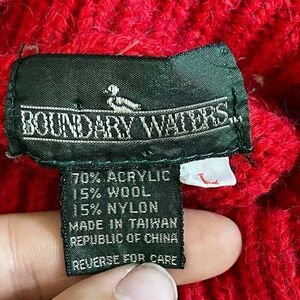 BOUNDARY WATERS
70% ACRYLIC
15% WOOL
15% NYLON
MADE IN TAIWAN
REPUBLIC OF CHINA
REVERSE FOR CARE
L